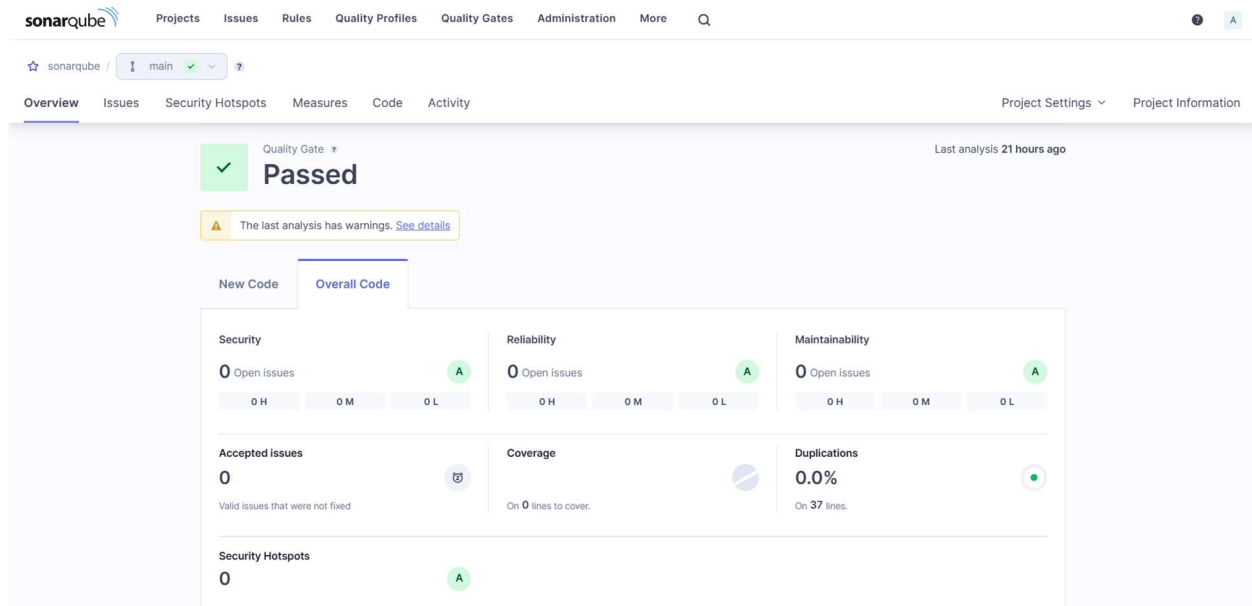 sonarqube Projects Issues Rules Quality Profiles Quality Gates Administration More ? A
sonarqube / main ?
Overview Issues Security Hotspots Measures Code Activity Project Settings Project Information
Quality Gate ? Last analysis 21 hours ago
Passed
The last analysis has warnings. See details
New Code Overall Code
Security Reliability Maintainability
0 Open issues A 0 Open issues A 0 Open issues A
0 H 0 M 0 L 0 H 0 M 0 L 0 H 0 M 0 L
Accepted issues Coverage Duplications
0 0.0%
Valid issues that were not fixed On 0 lines to cover. On 37 lines.
Security Hotspots
0 A